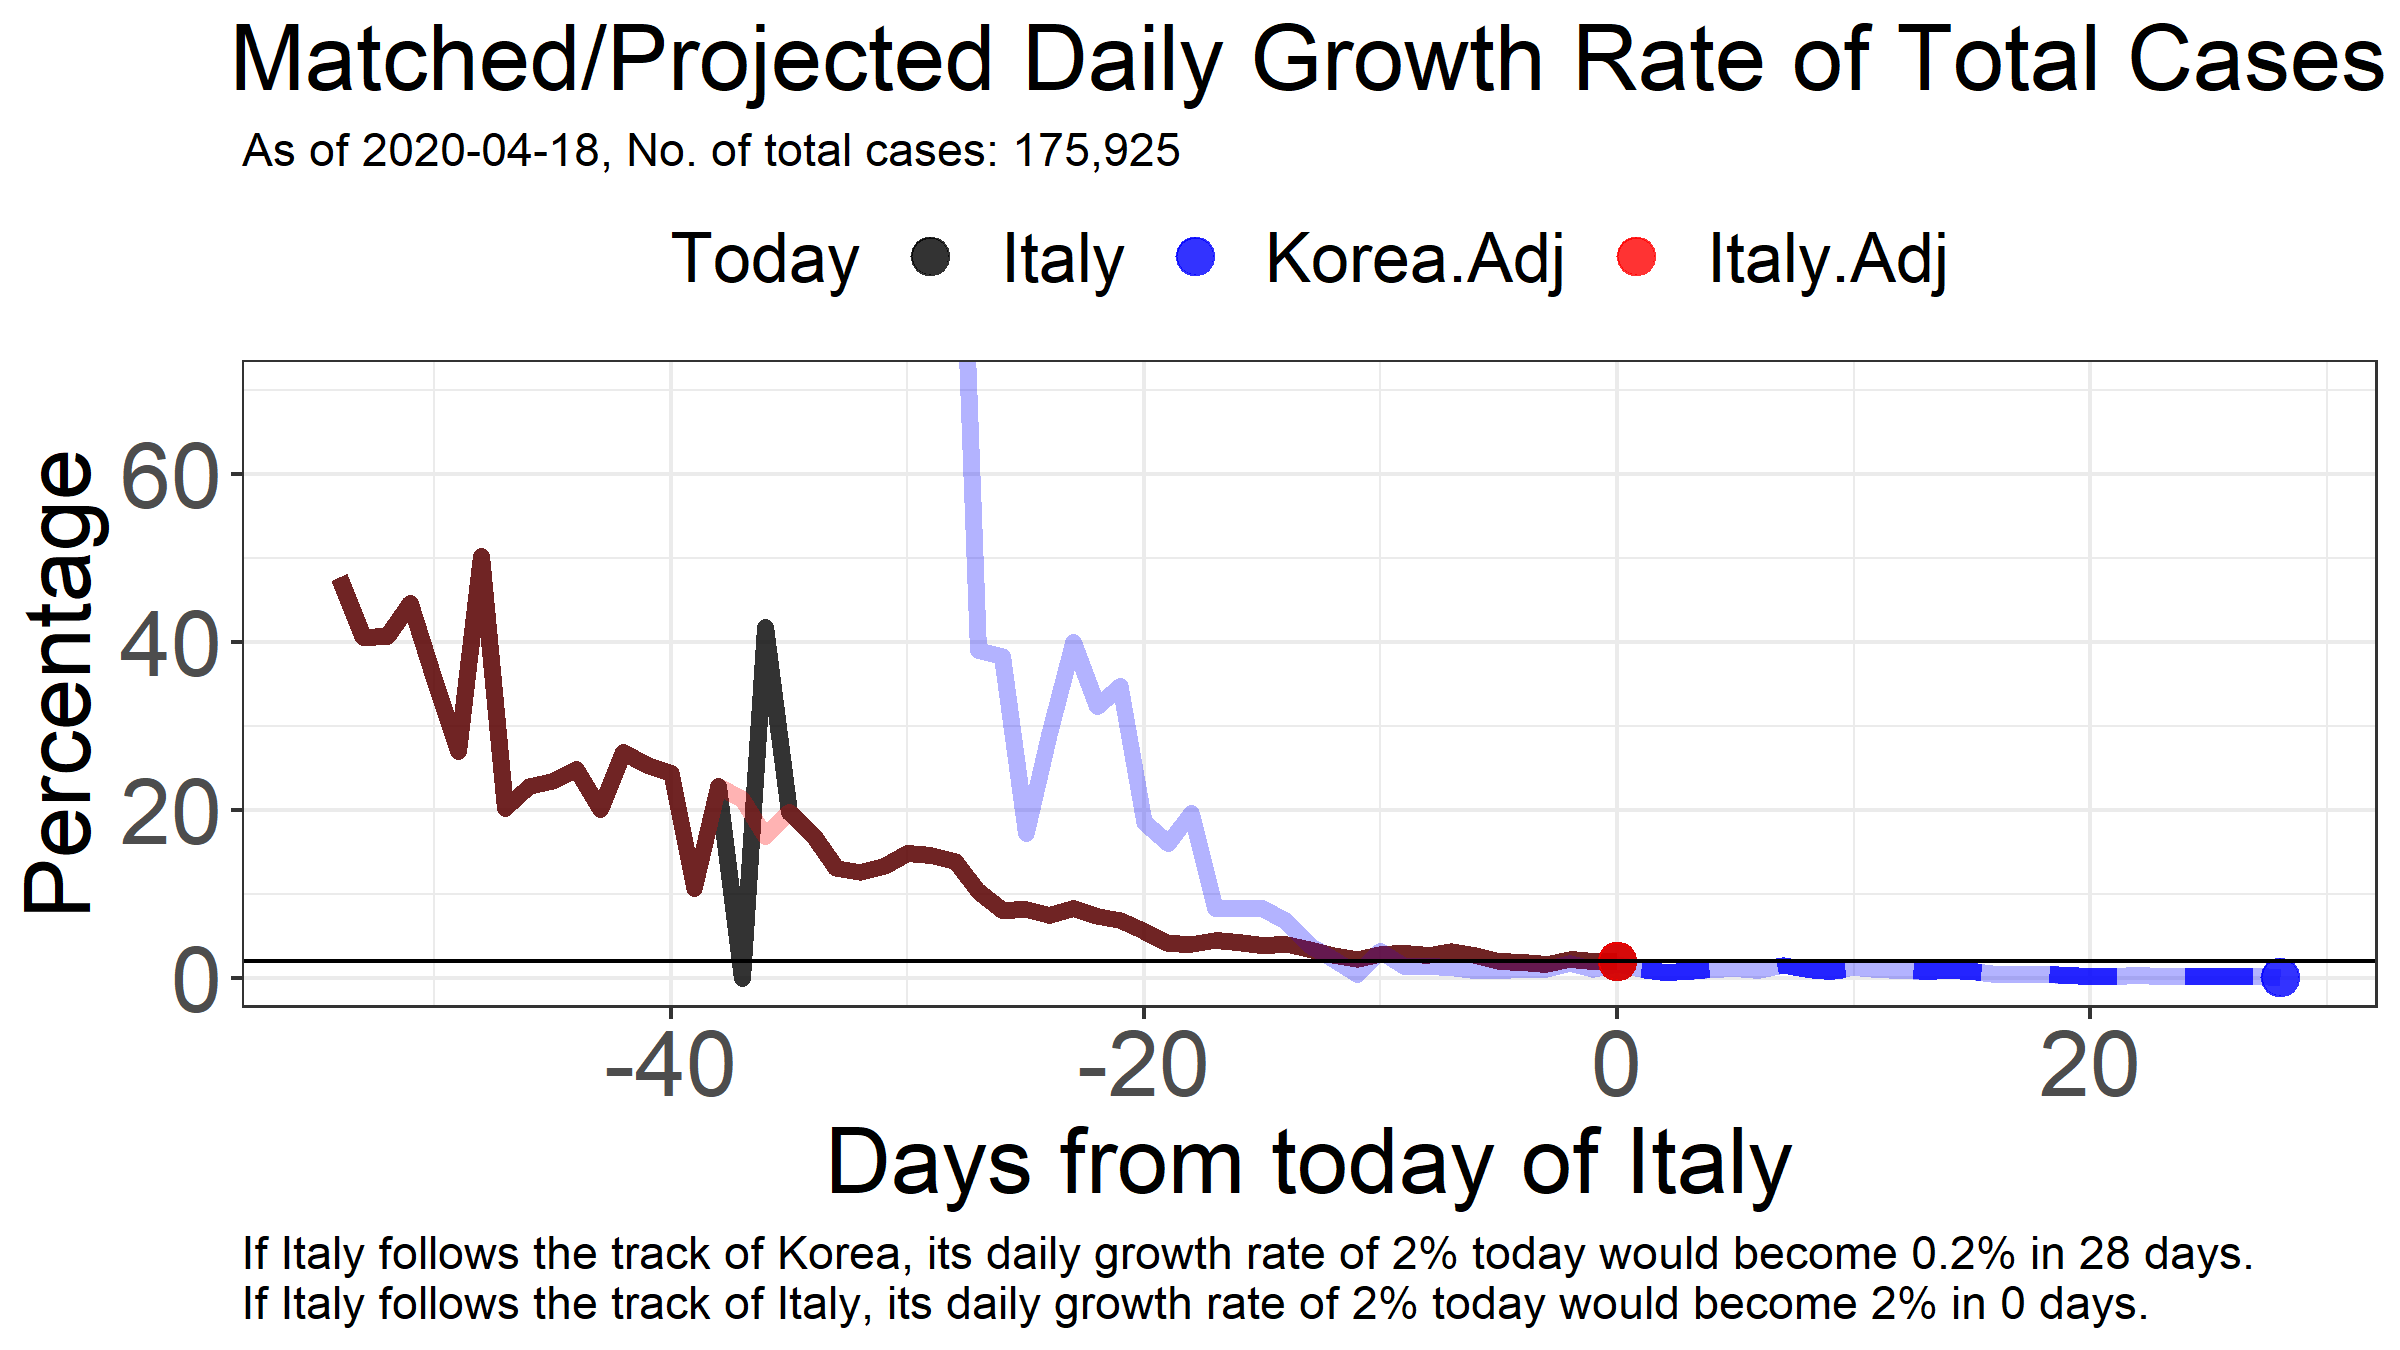 Matched/Projected Daily Growth Rate of Total Cases
As of 2020-04-18, No. of total cases: 175,925
Today Italy Korea.Adj Italy.Adj
Percentage
60
40
20
0
-40 -20 0 20
Days from today of Italy
If Italy follows the track of Korea, its daily growth rate of 2% today would become 0.2% in 28 days.
If Italy follows the track of Italy, its daily growth rate of 2% today would become 2% in 0 days.